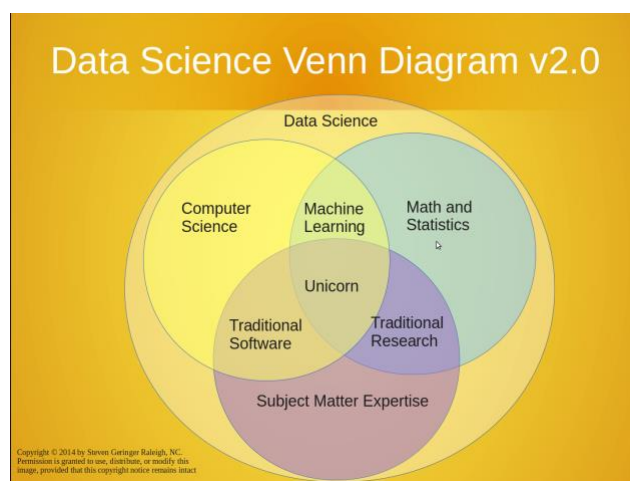 Data Science Venn Diagram v2.0
Data Science
Computer
Science
Machine
Learning
Math and
Statistics
Unicorn
Traditional
Software
Traditional
Research
Subject Matter Expertise
Copyright © 2014 by Steven Geringer Raleigh, NC.
Permission is granted to use, distribute, or modify this
image, provided that this copyright notice remains intact